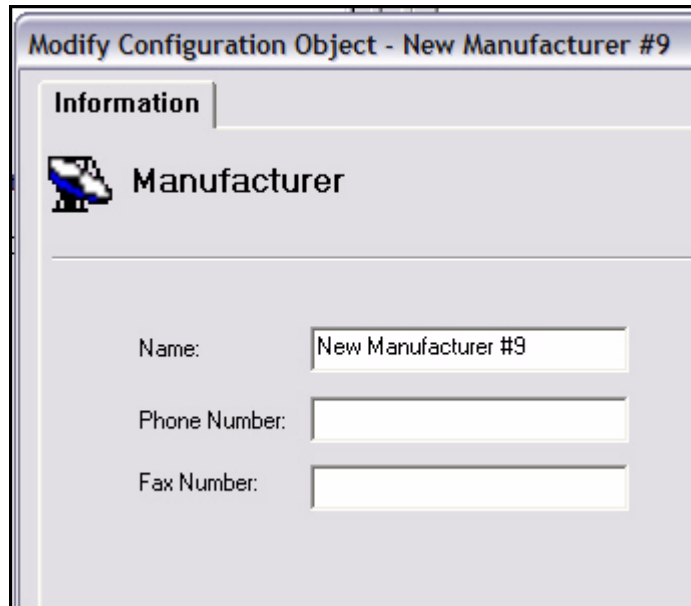 Modify Configuration Object - New Manufacturer #9
Information
Manufacturer
Name:
New Manufacturer #9
Phone Number:
Fax Number: